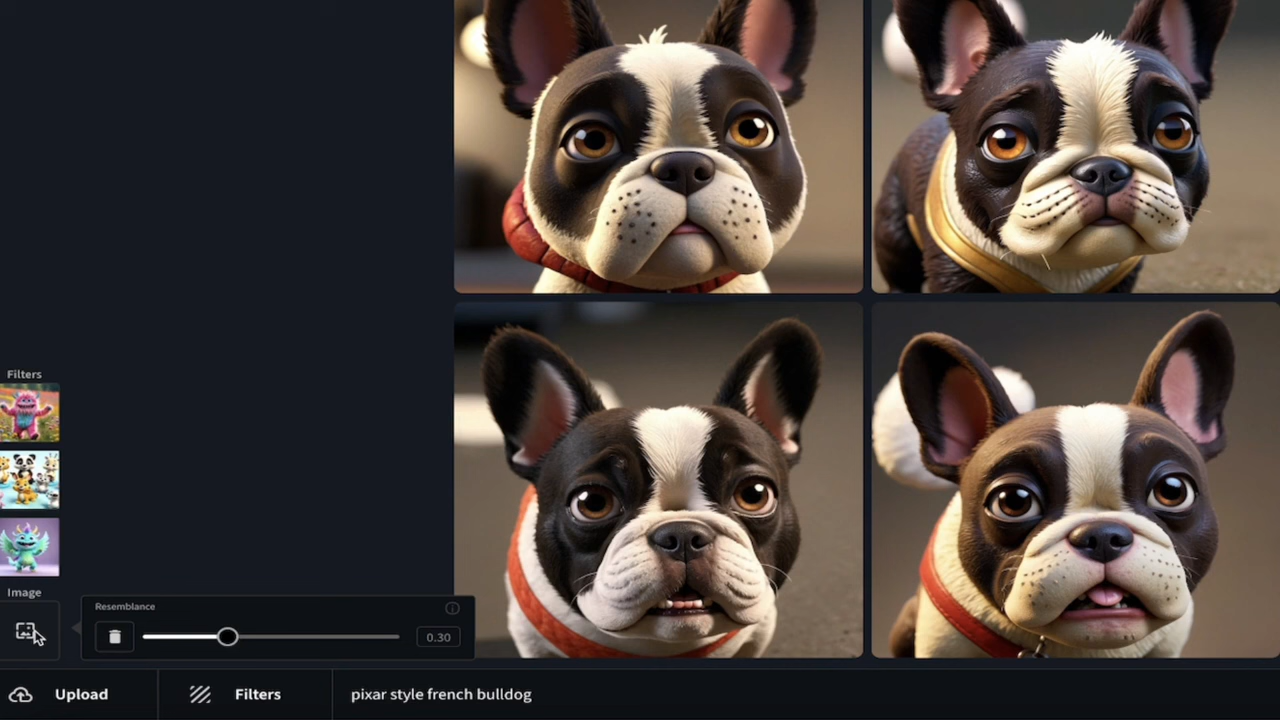 Filters
Image
Resemblance
0.30
Upload
Filters
pixar style french bulldog